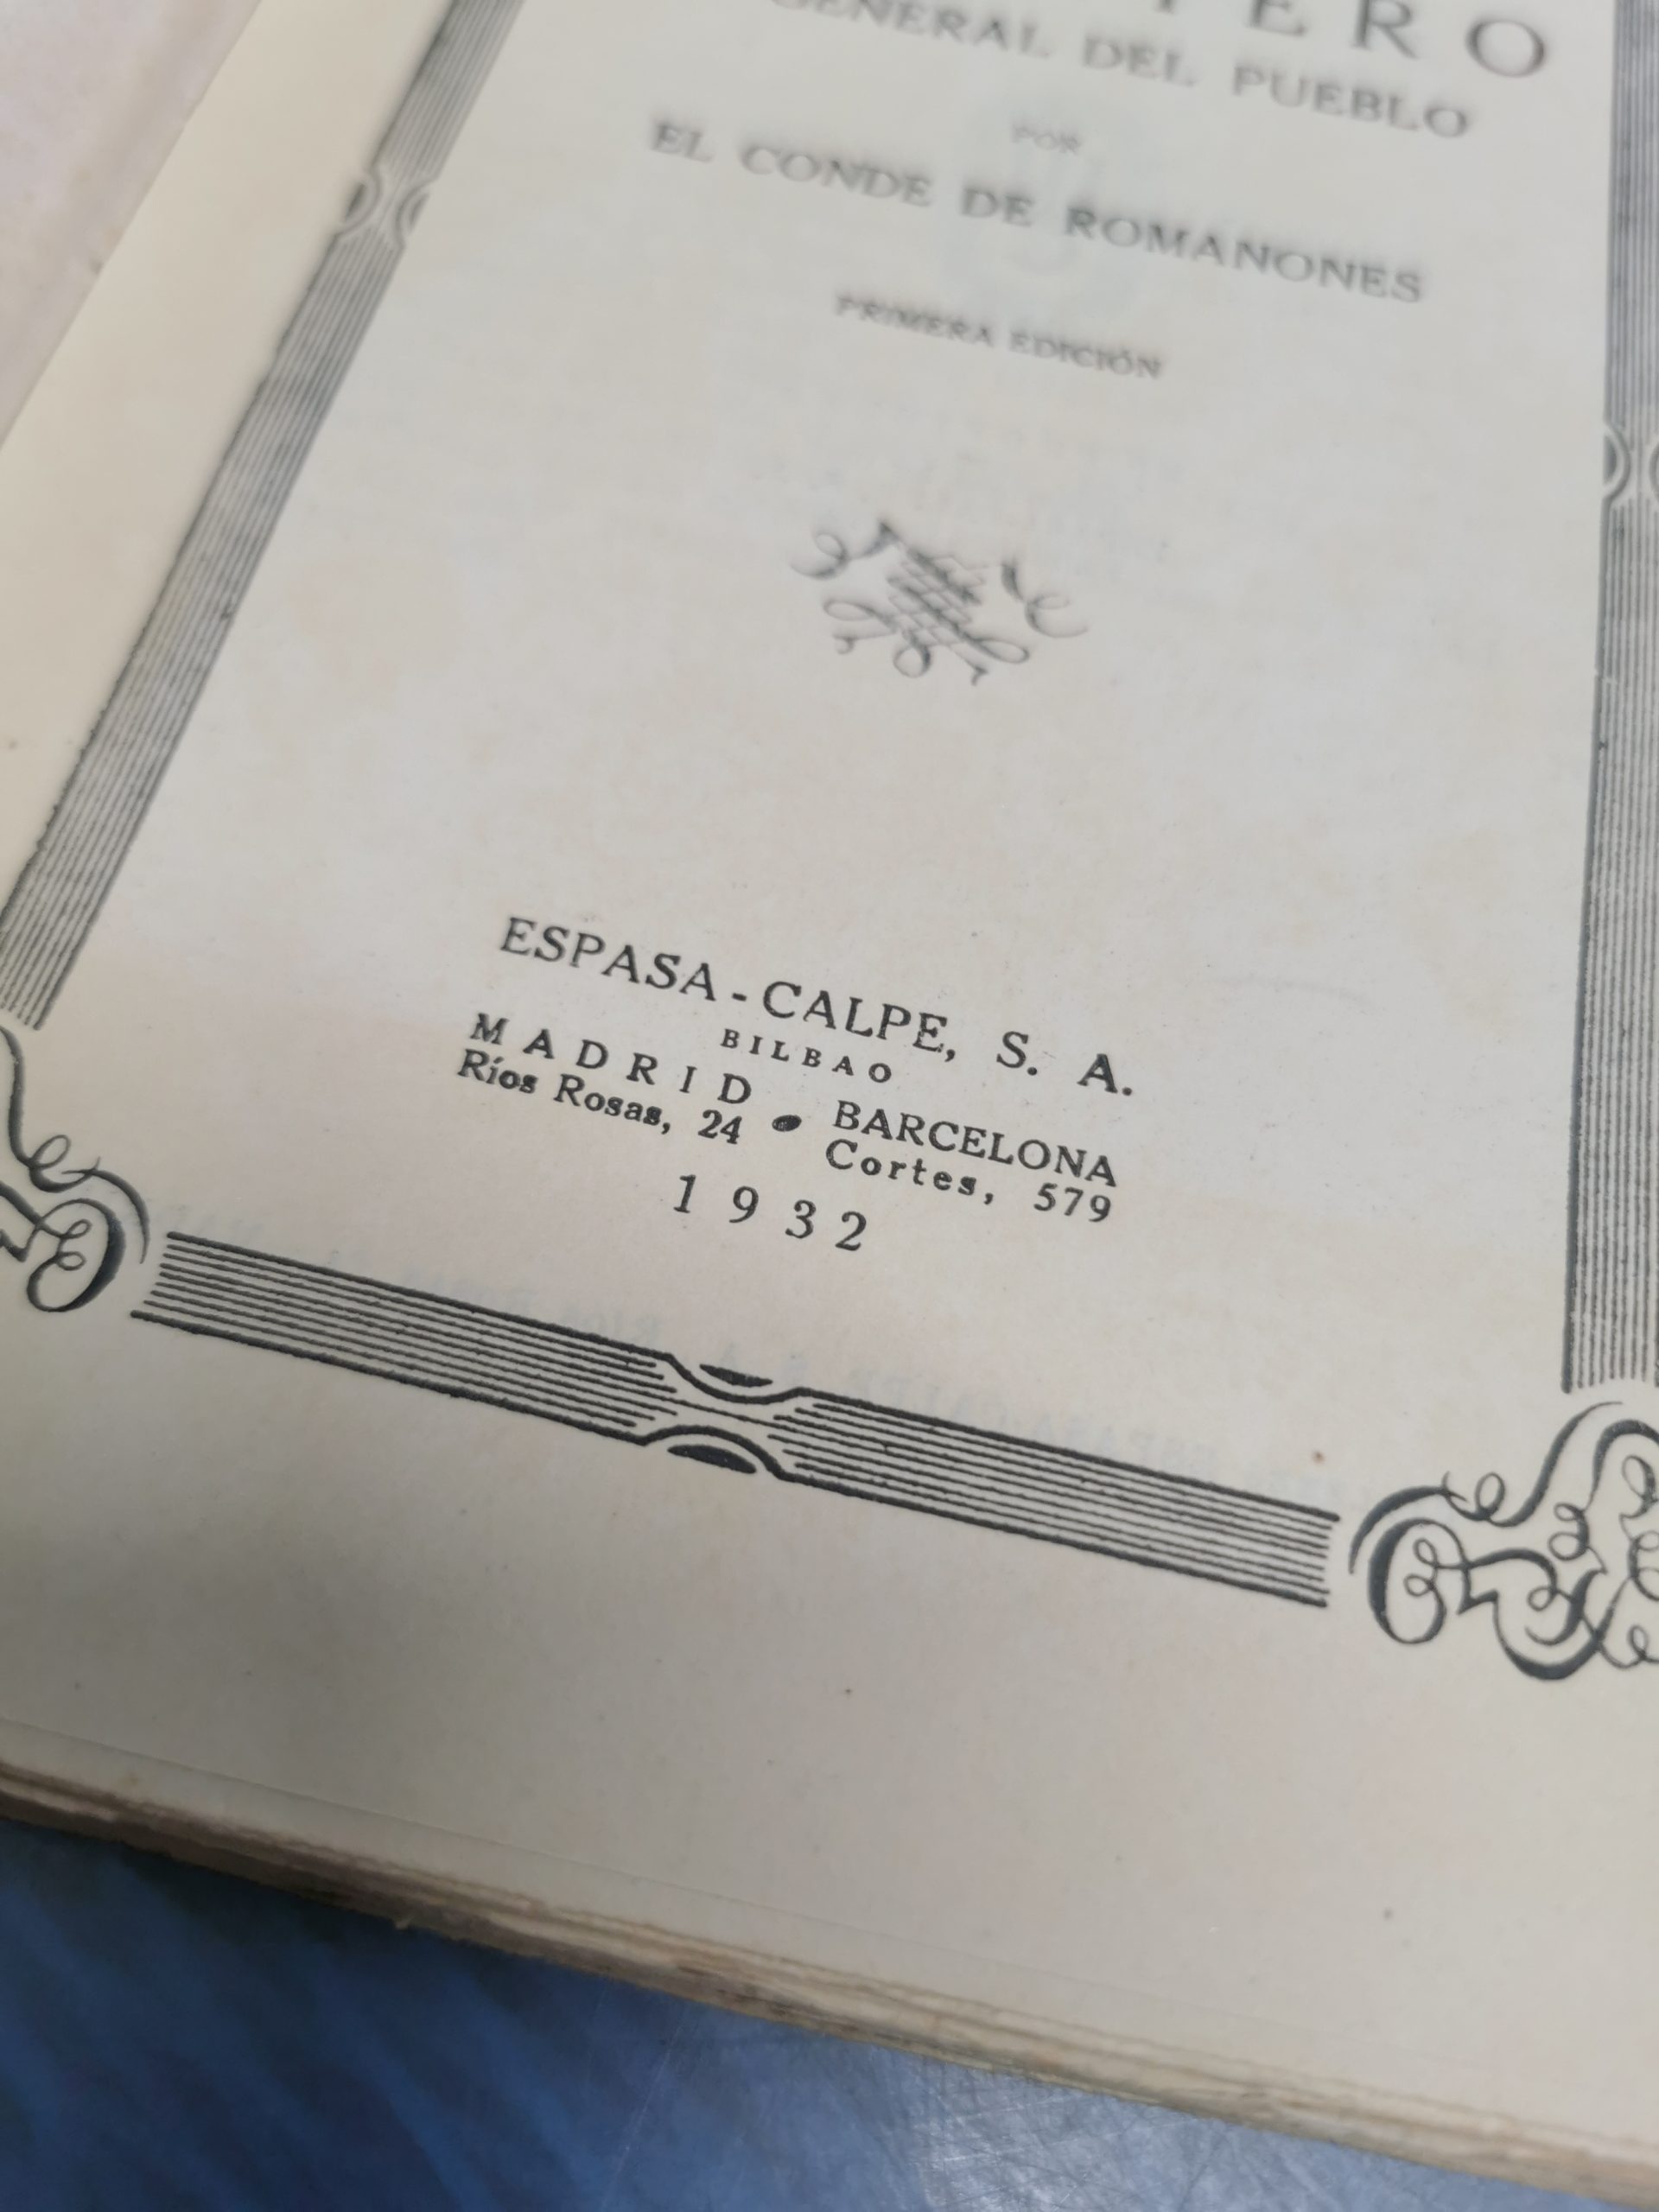 TERO
GENERAL DEL PUEBLO
POR
EL CONDE DE ROMANONES
PRIMERA EDICIÓN
ESPASA-CALPE, S. A.
BILBAO
MADRID • BARCELONA
Ríos Rosas, 24 Cortes, 579
1932